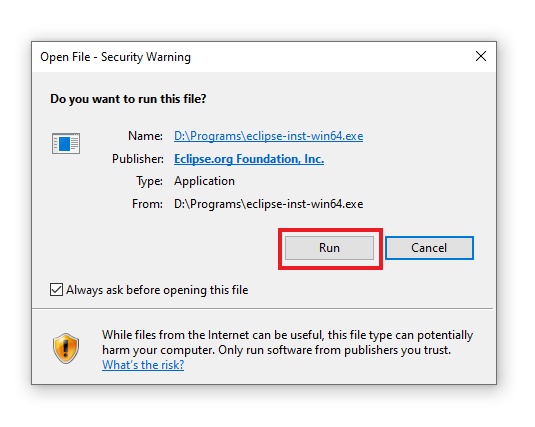 Open File - Security Warning
Do you want to run this file?
Name: D:\Programs\eclipse-inst-win64.exe
Publisher: Eclipse.org Foundation, Inc.
Type: Application
From: D:\Programs\eclipse-inst-win64.exe
Run Cancel
Always ask before opening this file
While files from the Internet can be useful, this file type can potentially
harm your computer. Only run software from publishers you trust.
What's the risk?